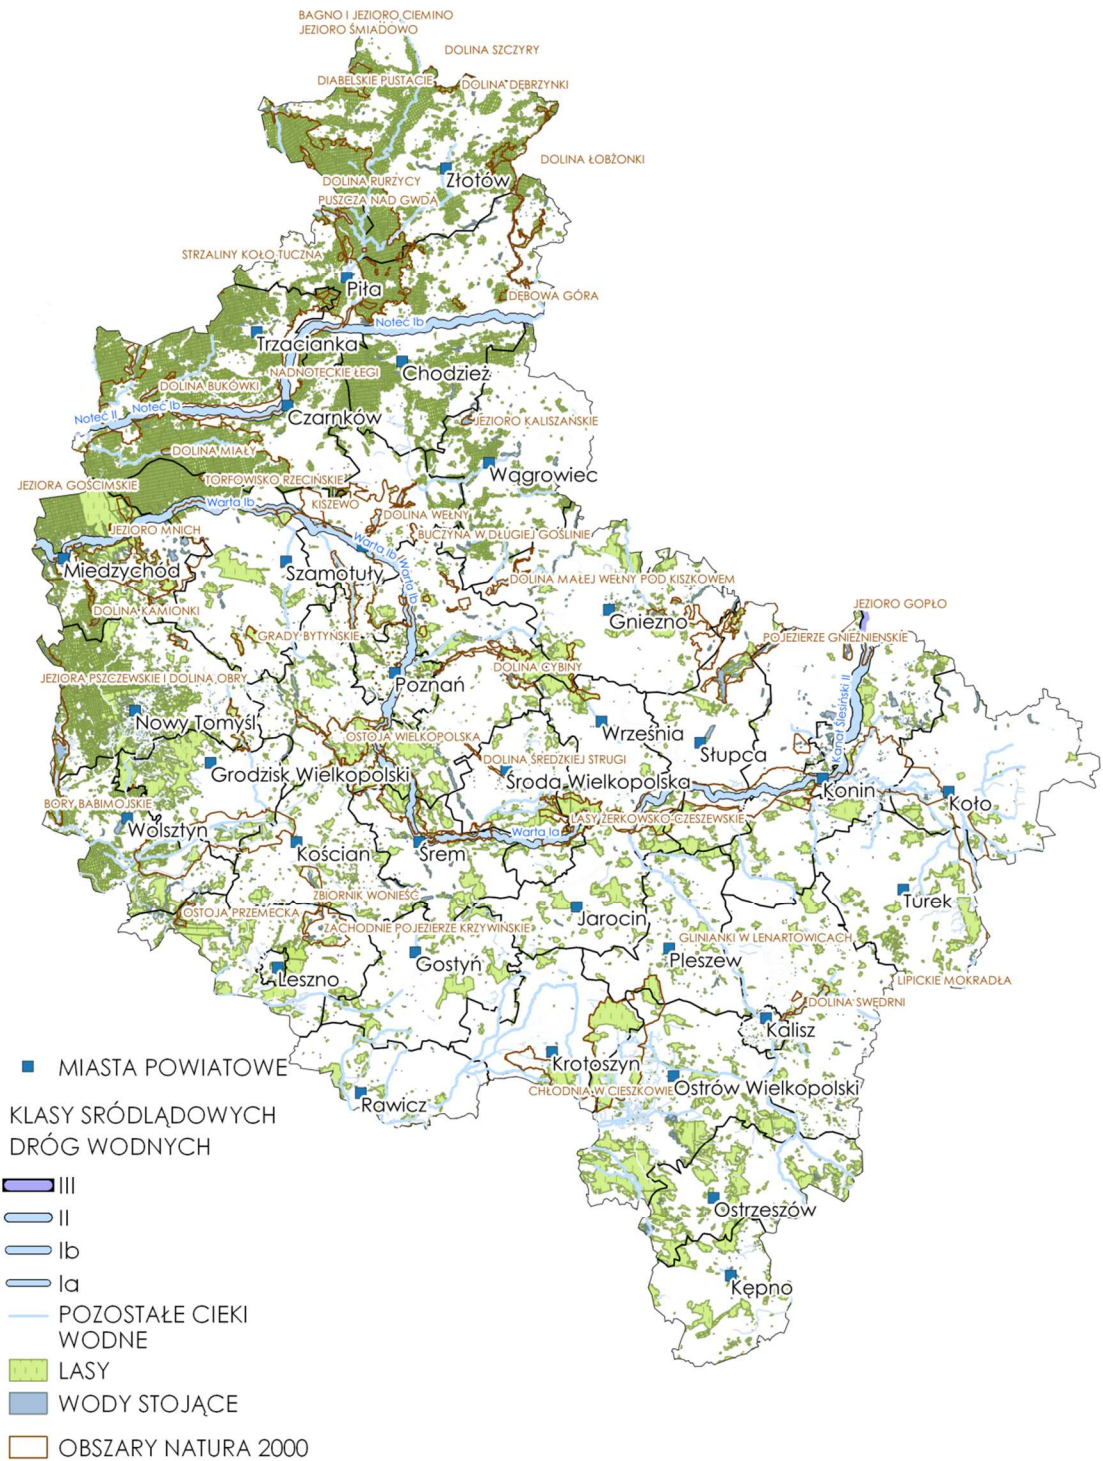 BAGNO I JEZIORO CIEMINO
JEZIORO ŚMIADOWO
DOLINA SZCZYRY
DIABELSKIE PUSTACIE
DOLINA DĘBRZYNKI
DOLINA ŁOBŻONKI
Złotów
DOLINA RURZYCY
PUSZCZA NAD GWDĄ
STRZALINY KOŁO TUCZNA
Piła
DĘBOWA GÓRA
Noteć Ib
Trzacianka
NADNOTECKIE ŁĘGI
Chodzież
DOLINA BUKÓWKI
Noteć II
Noteć Ib
Czarnków
JEZIORO KALISZAŃSKIE
DOLINA MIAŁY
Wągrowiec
JEZIORA GOŚCIMSKIE
TORFOWISKO RZECIŃSKIE
Warta Ib
KISZEWO
DOLINA WEŁNY
JEZIORO MNICH
BUCZYNA W DŁUGIEJ GOŚLINIE
Warta Ib
Warta Ib
Miedzychód
Szamotuły
DOLINA MAŁEJ WEŁNY POD KISZKOWEM
DOLINA KAMIONKI
Gniezno
JEZIORO GOPŁO
GRADY BYTYŃSKIE
POJEZIERZE GNIEŹNIENSKIE
DOLINA CYBINY
JEZIORA PSZCZEWSKIE I DOLINA OBRY
Poznań
Kanał Ślesiński II
Nowy Tomyśl
OSTOJA WIELKOPOLSKA
Września
Słupca
DOLINA ŚREDZKIEJ STRUGI
Grodzisk Wielkopolski
Środa Wielkopolska
Konin
Koło
BORY BABIMOJSKIE
LASY ŻERKOWSKO-CZESZEWSKIE
Wolsztyn
Warta Ia
Kościan
Śrem
ZBIORNIK WONIEŚĆ
Turek
OSTOJA PRZEMĘCKA
Jarocin
ZACHODNIE POJEZIERZE KRZYWIŃSKIE
GLINIANKI W LENARTOWICACH
Pleszew
Gostyń
Leszno
LIPICKIE MOKRADŁA
DOLINA SWĘDRNI
Kalisz
Krotoszyn
MIASTA POWIATOWE
Ostrów Wielkopolski
CHŁODNIA W CIESZKOWIE
Rawicz
KLASY SRÓDLĄDOWYCH
DRÓG WODNYCH
III
II
Ostrzeszów
Ib
Ia
Kępno
POZOSTAŁE CIEKI
WODNE
LASY
WODY STOJĄCE
OBSZARY NATURA 2000